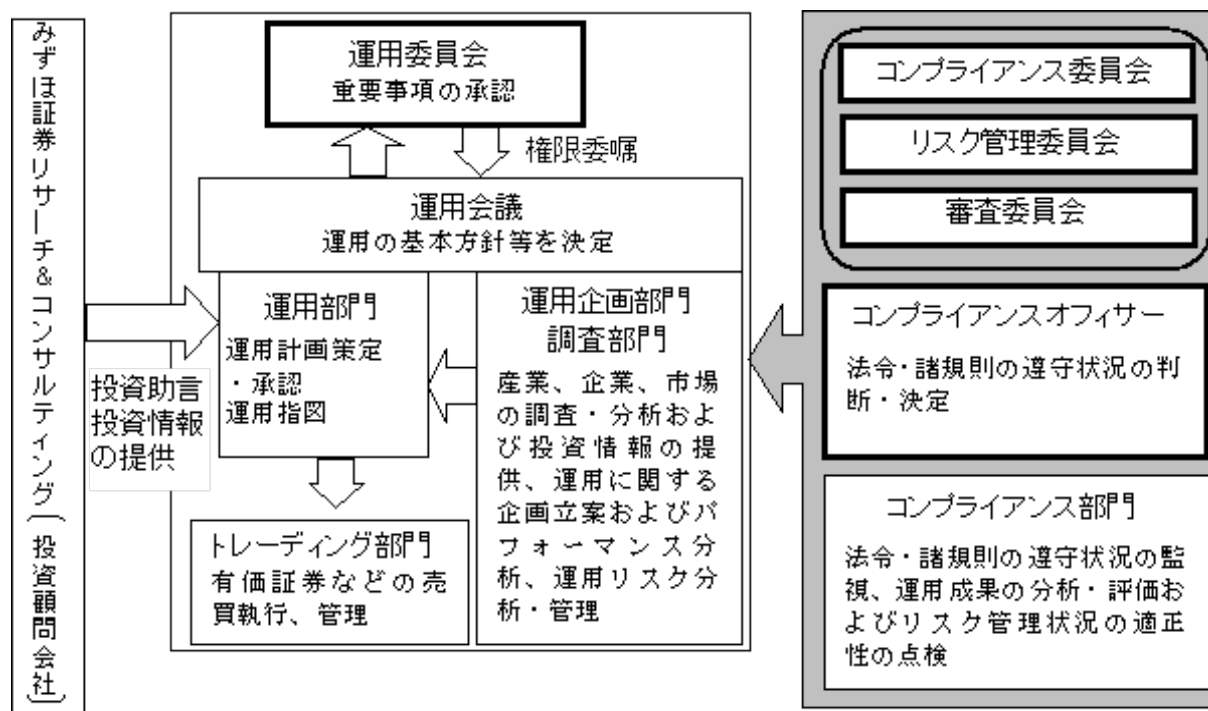 みずほ証券リサーチ&コンサルティング(投資顧問会社)
運用委員会
重要事項の承認
権限委嘱
運用会議
運用の基本方針等を決定
運用部門
運用計画策定
・承認
運用指図
投資助言
投資情報
の提供
運用企画部門
調査部門
産業、企業、市場
の調査・分析およ
び投資情報の提
供、運用に関する
企画立案およびパ
フォーマンス分
析、運用リスク分
析・管理
トレーディング部門
有価証券などの売
買執行、管理
コンプライアンス委員会
リスク管理委員会
審査委員会
コンプライアンスオフィサー
法令・諸規則の遵守状況の判
断・決定
コンプライアンス部門
法令・諸規則の遵守状況の監
視、運用成果の分析・評価お
よびリスク管理状況の適正
性の点検